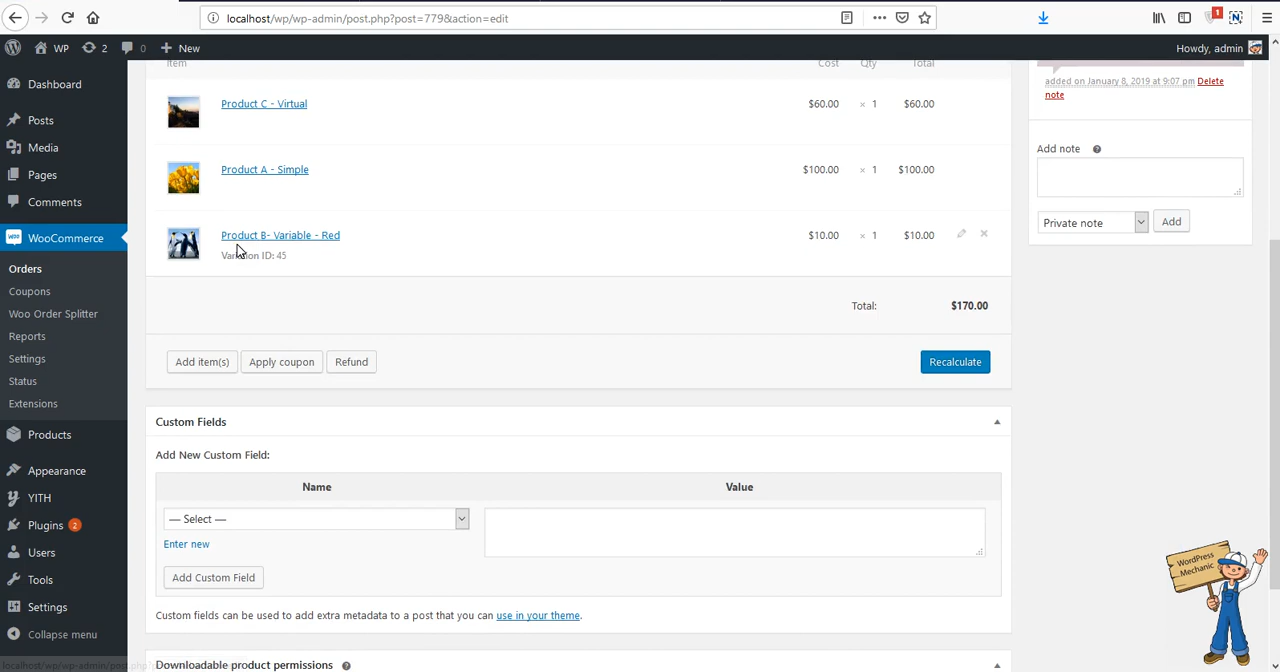 localhost/wp/wp-admin/post.php?post=779&action=edit
1
WP
2
0
New
Howdy, admin
Dashboard
Posts
Media
Pages
Comments
WooCommerce
Orders
Coupons
Woo Order Splitter
Reports
Settings
Status
Extensions
Products
Appearance
YITH
Plugins 2
Users
Tools
Settings
Collapse menu
Item Cost Qty Total
Product C - Virtual $60.00 × 1 $60.00
Product A - Simple $100.00 × 1 $100.00
Product B- Variable - Red $10.00 × 1 $10.00
Variation ID: 45
Total: $170.00
Add item(s) Apply coupon Refund Recalculate
Custom Fields
Add New Custom Field:
Name Value
— Select —
Enter new
Add Custom Field
Custom fields can be used to add extra metadata to a post that you can use in your theme.
Downloadable product permissions
added on January 8, 2019 at 9:07 pm Delete
note
Add note
Private note Add
WordPress
Mechanic